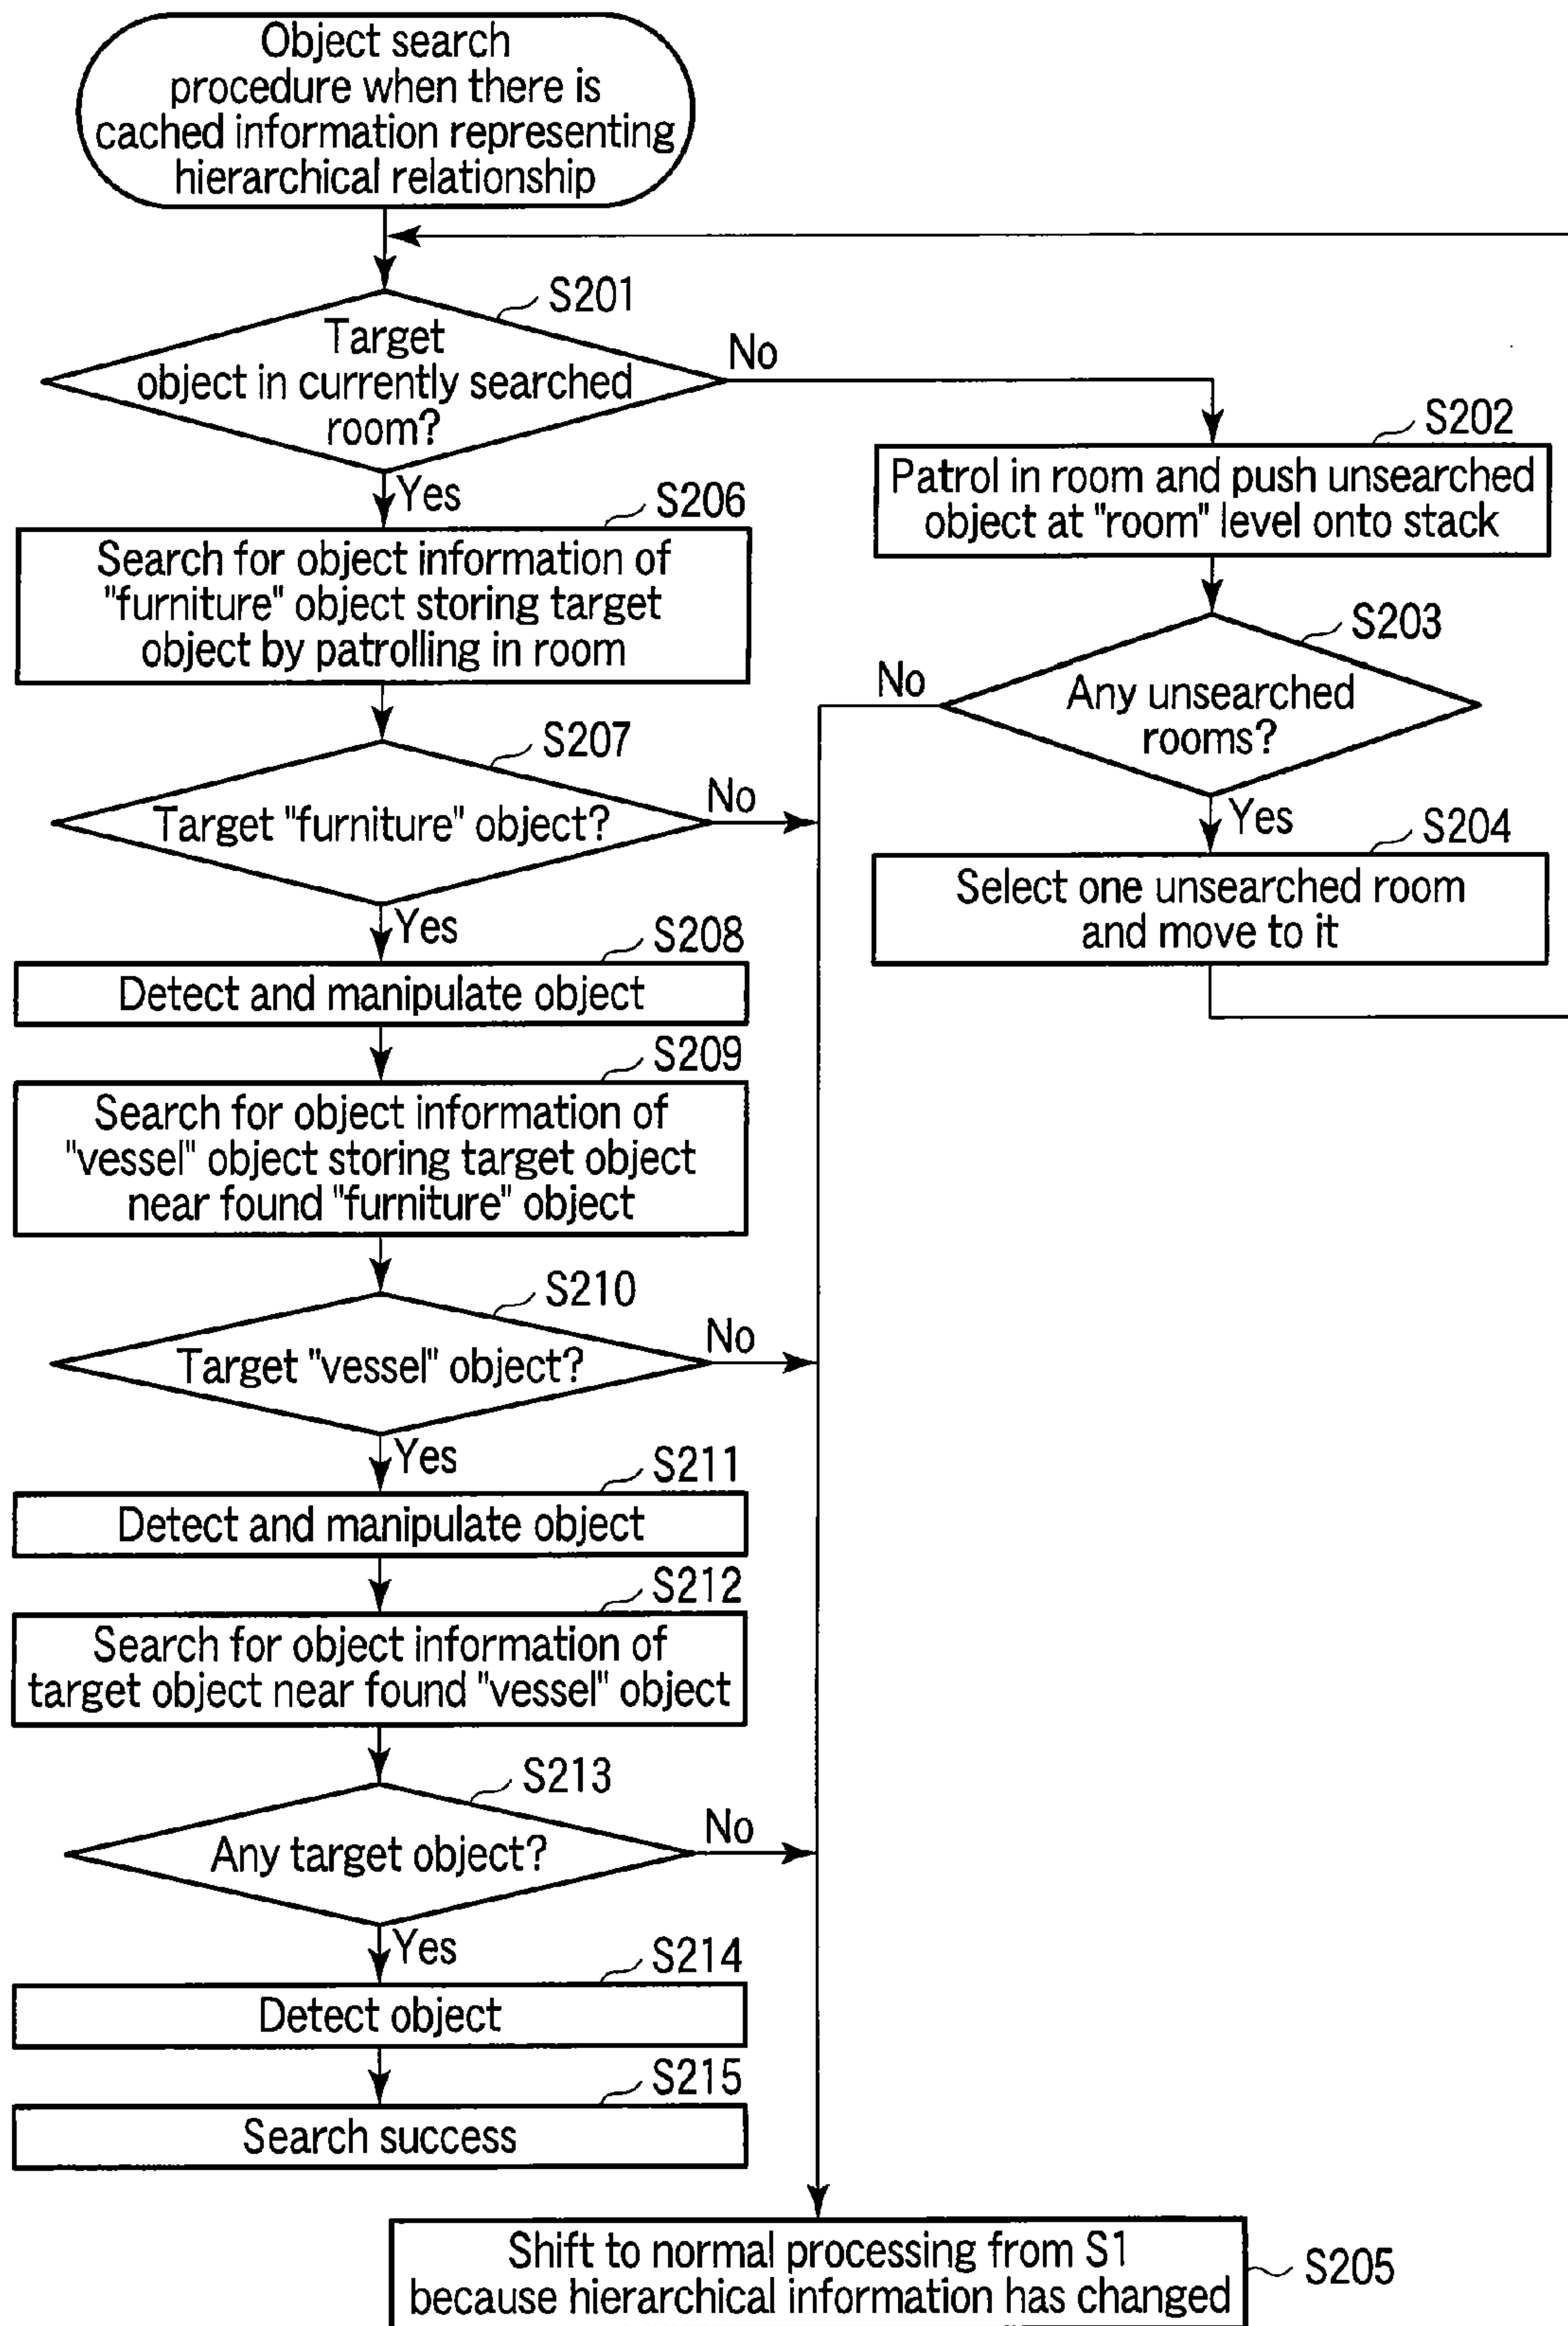 Object search
procedure when there is
cached information representing
hierarchical relationship
S201
Target
object in currently searched
room?
No
Yes
S202
Patrol in room and push unsearched
object at "room" level onto stack
S203
Any unsearched
rooms?
No
Yes
S204
Select one unsearched room
and move to it
S206
Search for object information of
"furniture" object storing target
object by patrolling in room
S207
Target "furniture" object?
No
Yes
S208
Detect and manipulate object
S209
Search for object information of
"vessel" object storing target object
near found "furniture" object
S210
Target "vessel" object?
No
Yes
S211
Detect and manipulate object
S212
Search for object information of
target object near found "vessel" object
S213
Any target object?
No
Yes
S214
Detect object
S215
Search success
Shift to normal processing from S1
because hierarchical information has changed
S205